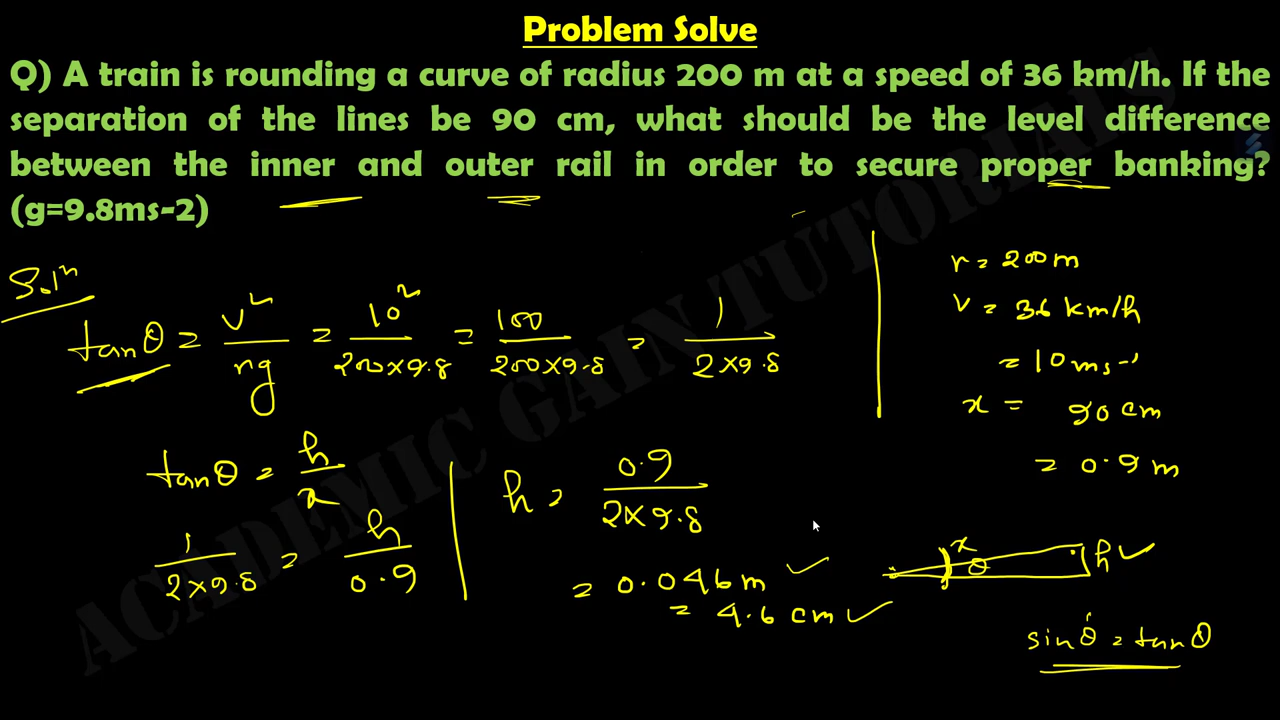 Problem Solve
Q) A train is rounding a curve of radius 200 m at a speed of 36 km/h. If the
separation of the lines be 90 cm, what should be the level difference
between the inner and outer rail in order to secure proper banking?
(g=9.8ms-2)
Solⁿ
tanθ = v²/rg = 10²/200×9.8 = 100/200×9.8 = 1/2×9.8
tanθ = h/x
1/2×9.8 = h/0.9
h = 0.9/2×9.8
= 0.046 m
= 4.6 cm
r = 200 m
v = 36 km/h
= 10 ms⁻¹
x = 90 cm
= 0.9 m
x
θ
h
sinθ = tanθ
ACADEMIC GAIN TUTORIALS